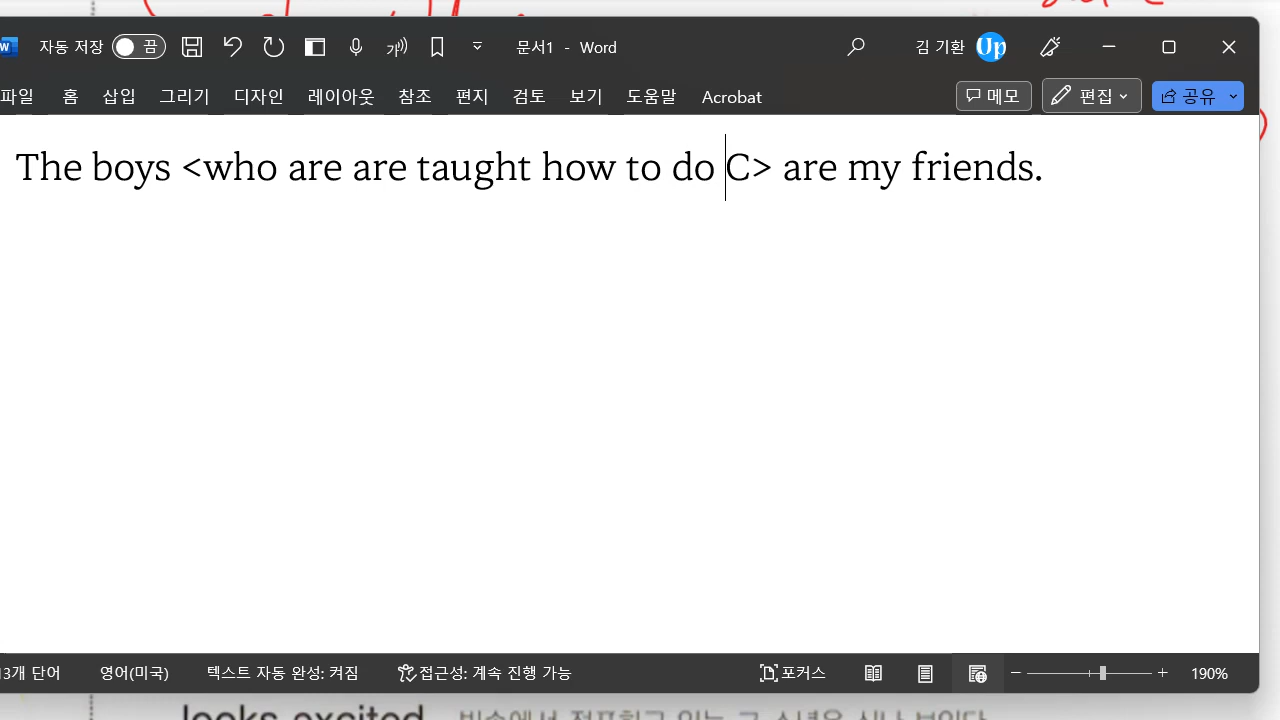 자동 저장 끔 가 문서1 - Word 김 기환 Up
파일 홈 삽입 그리기 디자인 레이아웃 참조 편지 검토 보기 도움말 Acrobat 메모 편집 공유
The boys <who are are taught how to do C> are my friends.
13개 단어 영어(미국) 텍스트 자동 완성: 켜짐 접근성: 계속 진행 가능 포커스 190%
looks excited